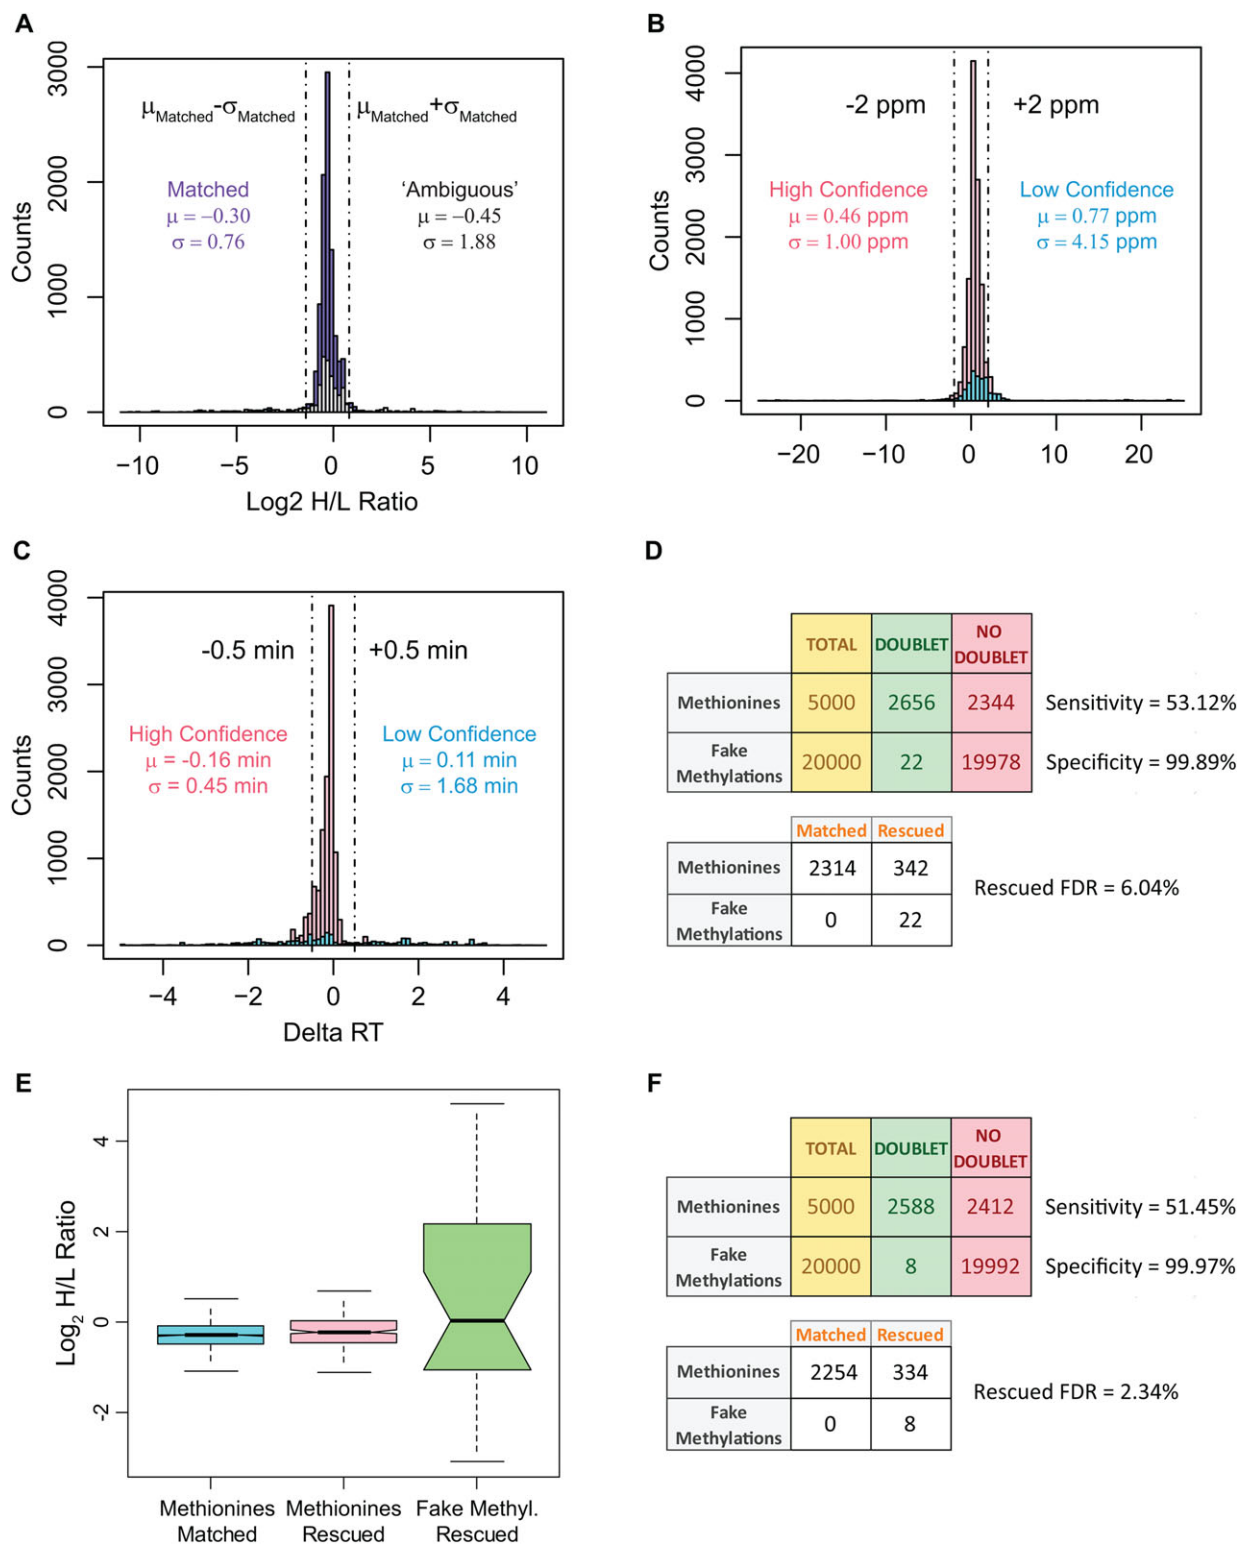 A
Counts
3000
2000
1000
0
μMatched-σMatched
μMatched+σMatched
Matched
μ = −0.30
σ = 0.76
‘Ambiguous’
μ = −0.45
σ = 1.88
−10 −5 0 5 10
Log2 H/L Ratio
B
Counts
4000
3000
2000
1000
0
-2 ppm
+2 ppm
High Confidence
μ = 0.46 ppm
σ = 1.00 ppm
Low Confidence
μ = 0.77 ppm
σ = 4.15 ppm
−20 −10 0 10 20
C
Counts
4000
3000
2000
1000
0
-0.5 min
+0.5 min
High Confidence
μ = -0.16 min
σ = 0.45 min
Low Confidence
μ = 0.11 min
σ = 1.68 min
−4 −2 0 2 4
Delta RT
D
TOTAL DOUBLET NO DOUBLET
Methionines 5000 2656 2344 Sensitivity = 53.12%
Fake Methylations 20000 22 19978 Specificity = 99.89%
Matched Rescued
Methionines 2314 342
Fake Methylations 0 22
Rescued FDR = 6.04%
E
Log2 H/L Ratio
4
2
0
-2
Methionines Matched
Methionines Rescued
Fake Methyl. Rescued
F
TOTAL DOUBLET NO DOUBLET
Methionines 5000 2588 2412 Sensitivity = 51.45%
Fake Methylations 20000 8 19992 Specificity = 99.97%
Matched Rescued
Methionines 2254 334
Fake Methylations 0 8
Rescued FDR = 2.34%